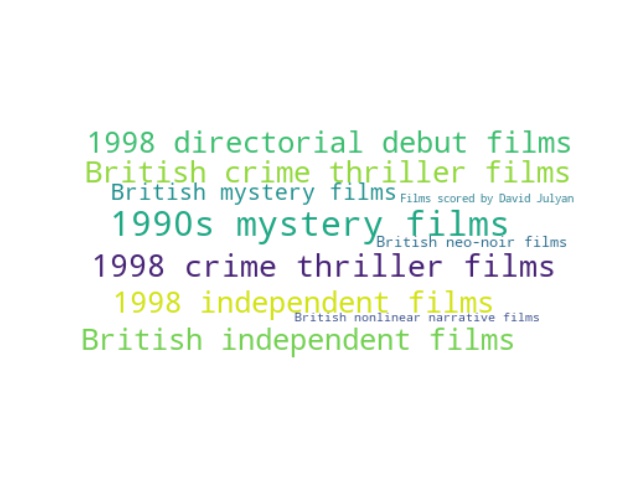 1998 directorial debut films
British crime thriller films
British mystery films
Films scored by David Julyan
1990s mystery films
British neo-noir films
1998 crime thriller films
1998 independent films
British nonlinear narrative films
British independent films